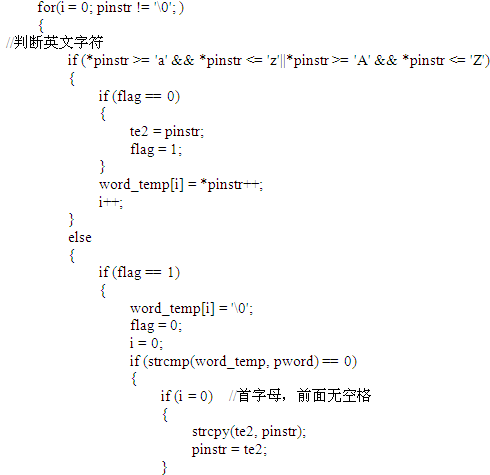 for(i = 0; pinstr != '\0'; )
{
//判断英文字符
if (*pinstr >= 'a' && *pinstr <= 'z'||*pinstr >= 'A' && *pinstr <= 'Z')
{
if (flag == 0)
{
te2 = pinstr;
flag = 1;
}
word_temp[i] = *pinstr++;
i++;
}
else
{
if (flag == 1)
{
word_temp[i] = '\0';
flag = 0;
i = 0;
if (strcmp(word_temp, pword) == 0)
{
if (i = 0) //首字母，前面无空格
{
strcpy(te2, pinstr);
pinstr = te2;
}